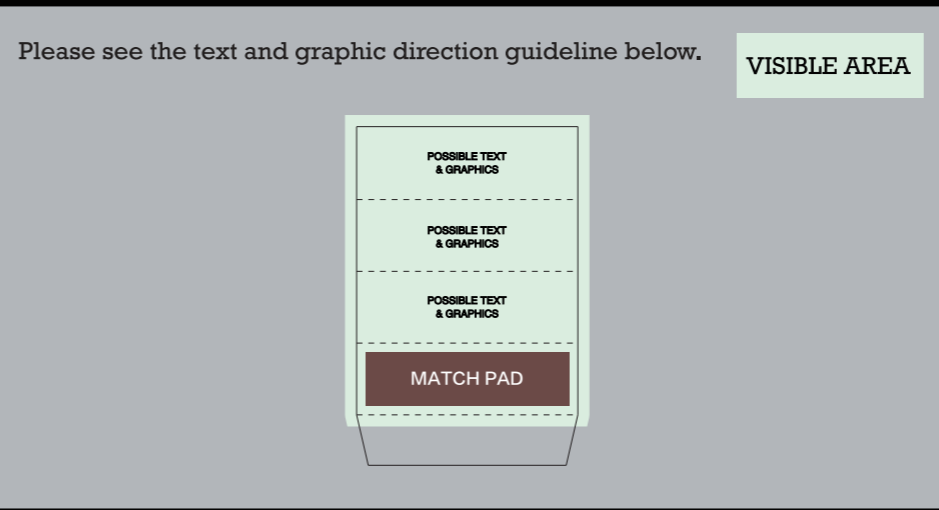 Please see the text and graphic direction guideline below.
VISIBLE AREA
POSSIBLE TEXT
& GRAPHICS
POSSIBLE TEXT
& GRAPHICS
POSSIBLE TEXT
& GRAPHICS
MATCH PAD